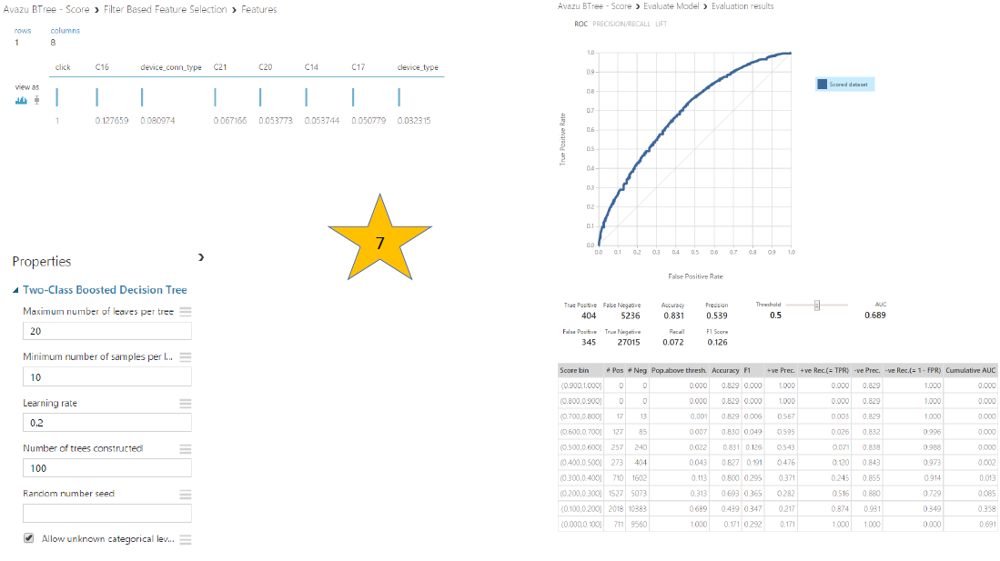 Avazu BTree - Score ❯ Filter Based Feature Selection ❯ Features
rows columns
1 8
click C16 device_conn_type C21 C20 C14 C17 device_type
view as
1 0.127659 0.080974 0.067166 0.053773 0.053744 0.050779 0.032315
7
Properties ❯
Two-Class Boosted Decision Tree
Maximum number of leaves per tree
20
Minimum number of samples per l...
10
Learning rate
0.2
Number of trees constructed
100
Random number seed
Allow unknown categorical lev...
Avazu BTree - Score ❯ Evaluate Model ❯ Evaluation results
ROC PRECISION/RECALL LIFT
Scored dataset
True Positive Rate
1.0
0.9
0.8
0.7
0.6
0.5
0.4
0.3
0.2
0.1
0.0
0.0 0.1 0.2 0.3 0.4 0.5 0.6 0.7 0.8 0.9 1.0
False Positive Rate
True Positive False Negative Accuracy Precision Threshold AUC
404 5236 0.831 0.539 0.5 0.689
False Positive True Negative Recall F1 Score
345 27015 0.072 0.126
Score bin # Pos # Neg Pop.above thresh. Accuracy F1 +ve Prec. +ve Rec.(= TPR) -ve Prec. -ve Rec.(= 1 - FPR) Cumulative AUC
(0.900,1.000] 0 0 0.000 0.829 0.000 1.000 0.000 0.829 1.000 0.000
(0.800,0.900] 0 0 0.000 0.829 0.000 1.000 0.000 0.829 1.000 0.000
(0.700,0.800] 17 13 0.001 0.829 0.006 0.567 0.003 0.829 1.000 0.000
(0.600,0.700] 127 85 0.007 0.830 0.049 0.595 0.026 0.832 0.996 0.000
(0.500,0.600] 257 240 0.022 0.831 0.126 0.543 0.071 0.838 0.988 0.000
(0.400,0.500] 273 404 0.043 0.827 0.191 0.476 0.120 0.843 0.973 0.002
(0.300,0.400] 710 1602 0.113 0.800 0.295 0.371 0.245 0.855 0.914 0.013
(0.200,0.300] 1527 5073 0.313 0.693 0.365 0.282 0.516 0.880 0.729 0.085
(0.100,0.200] 2018 10383 0.689 0.439 0.347 0.217 0.874 0.931 0.349 0.358
(0.000,0.100] 711 9560 1.000 0.171 0.292 0.171 1.000 1.000 0.000 0.691